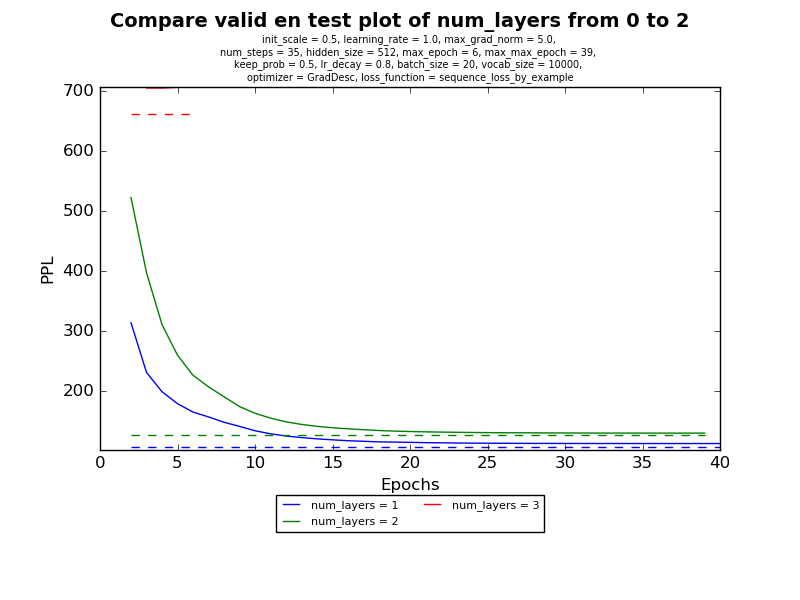 Compare valid en test plot of num_layers from 0 to 2
init_scale = 0.5, learning_rate = 1.0, max_grad_norm = 5.0,
num_steps = 35, hidden_size = 512, max_epoch = 6, max_max_epoch = 39,
keep_prob = 0.5, lr_decay = 0.8, batch_size = 20, vocab_size = 10000,
optimizer = GradDesc, loss_function = sequence_loss_by_example
700
600
500
400
300
200
PPL
0 5 10 15 20 25 30 35 40
Epochs
num_layers = 1
num_layers = 2
num_layers = 3